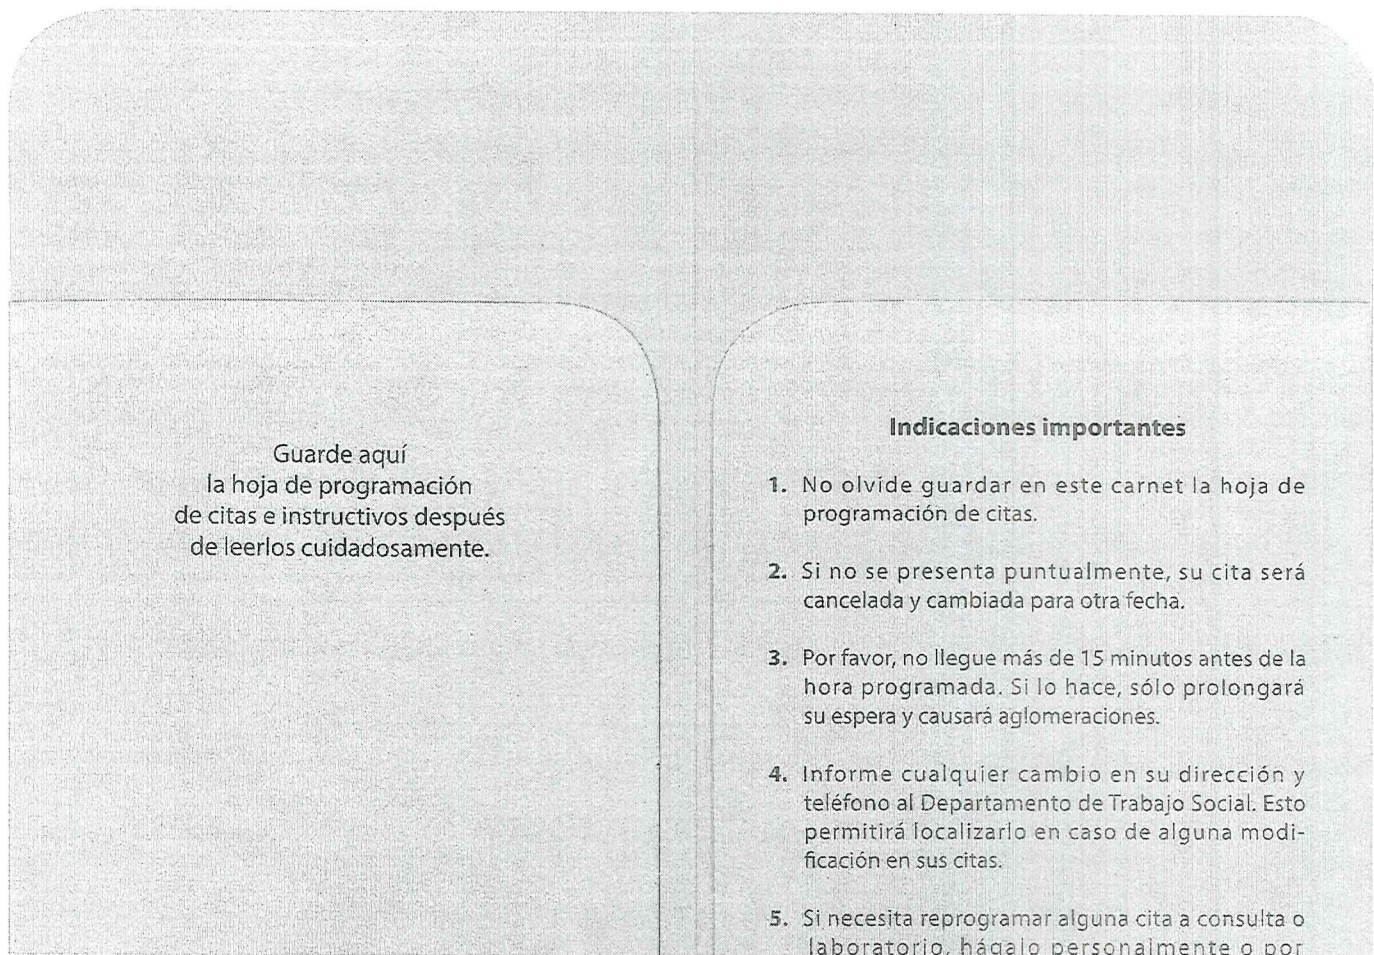 Guarde aquí
la hoja de programación
de citas e instructivos después
de leerlos cuidadosamente.
Indicaciones importantes
1. No olvide guardar en este carnet la hoja de
programación de citas.
2. Si no se presenta puntualmente, su cita será
cancelada y cambiada para otra fecha.
3. Por favor, no llegue más de 15 minutos antes de la
hora programada. Si lo hace, sólo prolongará
su espera y causará aglomeraciones.
4. Informe cualquier cambio en su dirección y
teléfono al Departamento de Trabajo Social. Esto
permitirá localizarlo en caso de alguna modi-
ficación en sus citas.
5. Si necesita reprogramar alguna cita a consulta o
laboratorio, hágalo personalmente o por